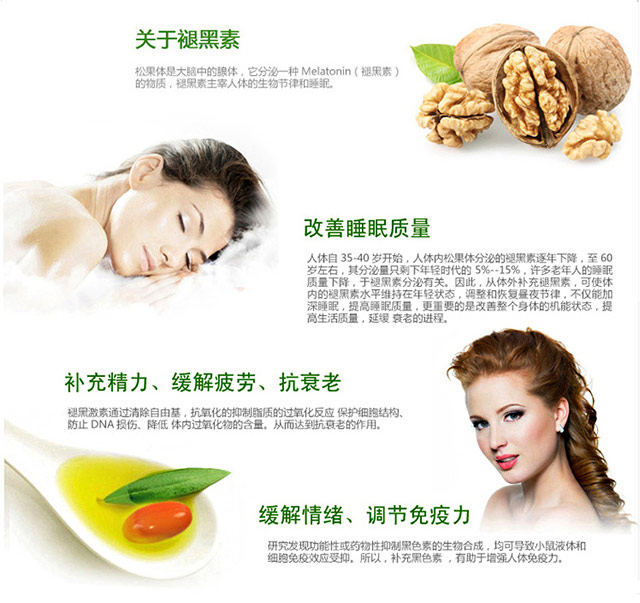 关于褪黑素
松果体是大脑中的腺体，它分泌一种 Melatonin（褪黑素）
的物质，褪黑素主宰人体的生物节律和睡眠。
改善睡眠质量
人体自 35-40 岁开始，人体内松果体分泌的褪黑素逐年下降，至 60
岁左右，其分泌量只剩下年轻时代的 5%--15%，许多老年人的睡眠
质量下降，于褪黑素分泌有关。因此，从体外补充褪黑素，可使体
内的褪黑素水平维持在年轻状态，调整和恢复昼夜节律，不仅能加
深睡眠，提高睡眠质量，更重要的是改善整个身体的机能状态，提
高生活质量，延缓 衰老的进程。
补充精力、缓解疲劳、抗衰老
褪黑激素通过清除自由基，抗氧化的抑制脂质的过氧化反应 保护细胞结构、
防止 DNA 损伤、降低 体内过氧化物的含量。从而达到抗衰老的作用。
缓解情绪、调节免疫力
研究发现功能性或药物性抑制黑色素的生物合成，均可导致小鼠液体和
细胞免疫效应受抑。所以，补充黑色素 ，有助于增强人体免疫力。